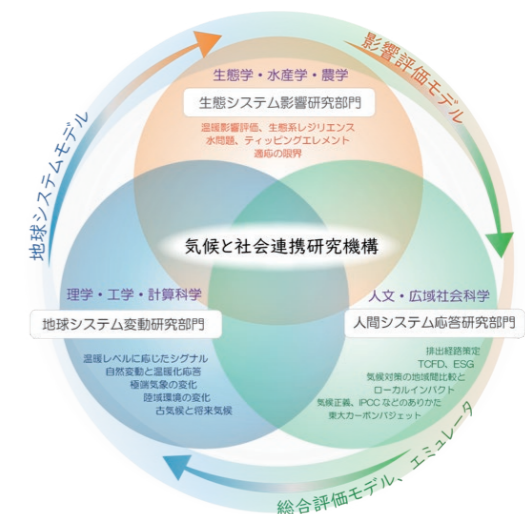 地球システムモデル
影響評価モデル
生態学・水産学・農学
生態システム影響研究部門
温暖影響評価、生態系レジリエンス
水問題、ティッピングエレメント
適応の限界
気候と社会連携研究機構
理学・工学・計算科学
地球システム変動研究部門
温暖レベルに応じたシグナル
自然変動と温暖化応答
極端気象の変化
陸域環境の変化
古気候と将来気候
人文・広域社会科学
人間システム応答研究部門
排出経路策定
TCFD、ESG
気候対策の地域間比較と
ローカルインパクト
気候正義、IPCCなどのありかた
東大カーボンバジェット
総合評価モデル、エミュレータ